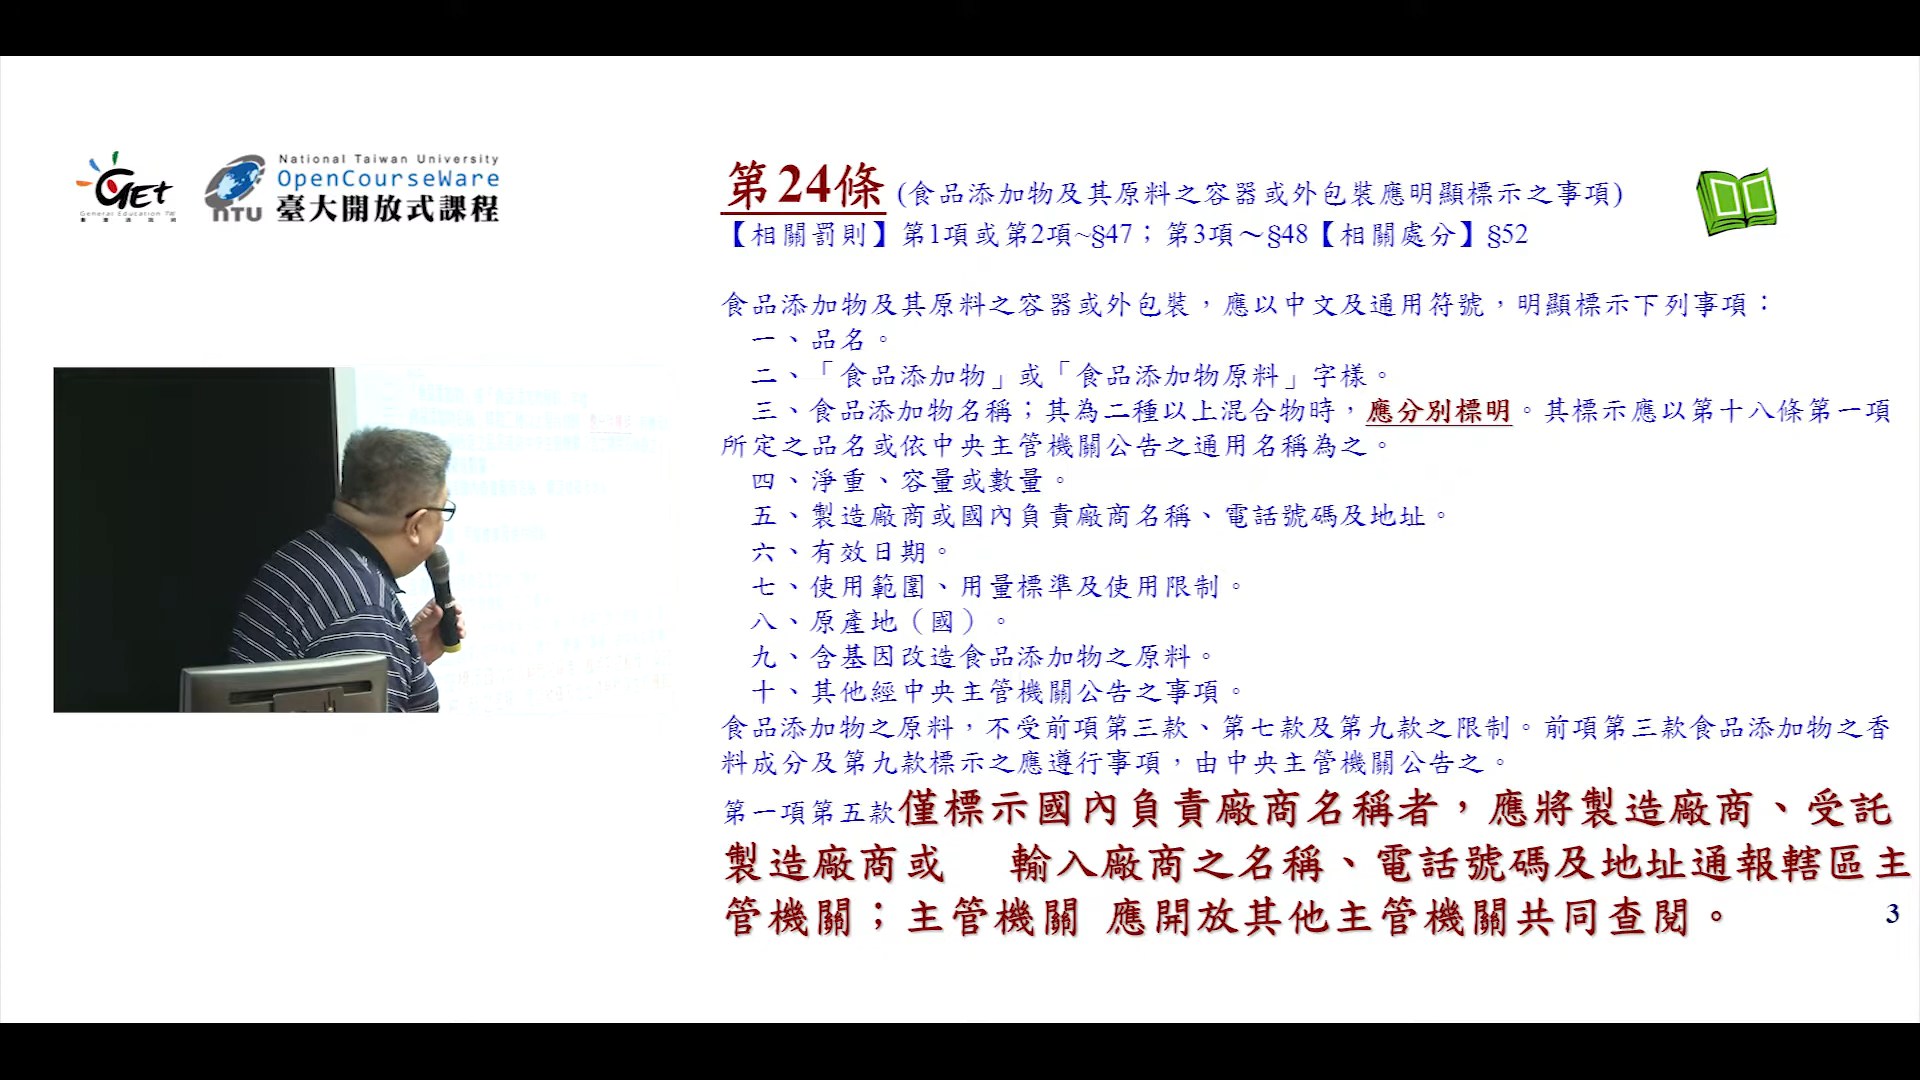 GET
General Education TW
臺灣通識網
NTU
National Taiwan University
OpenCourseWare
臺大開放式課程
第24條 (食品添加物及其原料之容器或外包裝應明顯標示之事項)
【相關罰則】第1項或第2項~§47；第3項～§48【相關處分】§52
食品添加物及其原料之容器或外包裝，應以中文及通用符號，明顯標示下列事項：
一、品名。
二、「食品添加物」或「食品添加物原料」字樣。
三、食品添加物名稱；其為二種以上混合物時，應分別標明。其標示應以第十八條第一項
所定之品名或依中央主管機關公告之通用名稱為之。
四、淨重、容量或數量。
五、製造廠商或國內負責廠商名稱、電話號碼及地址。
六、有效日期。
七、使用範圍、用量標準及使用限制。
八、原產地（國）。
九、含基因改造食品添加物之原料。
十、其他經中央主管機關公告之事項。
食品添加物之原料，不受前項第三款、第七款及第九款之限制。前項第三款食品添加物之香
料成分及第九款標示之應遵行事項，由中央主管機關公告之。
第一項第五款僅標示國內負責廠商名稱者，應將製造廠商、受託
製造廠商或 輸入廠商之名稱、電話號碼及地址通報轄區主
管機關；主管機關 應開放其他主管機關共同查閱。
3